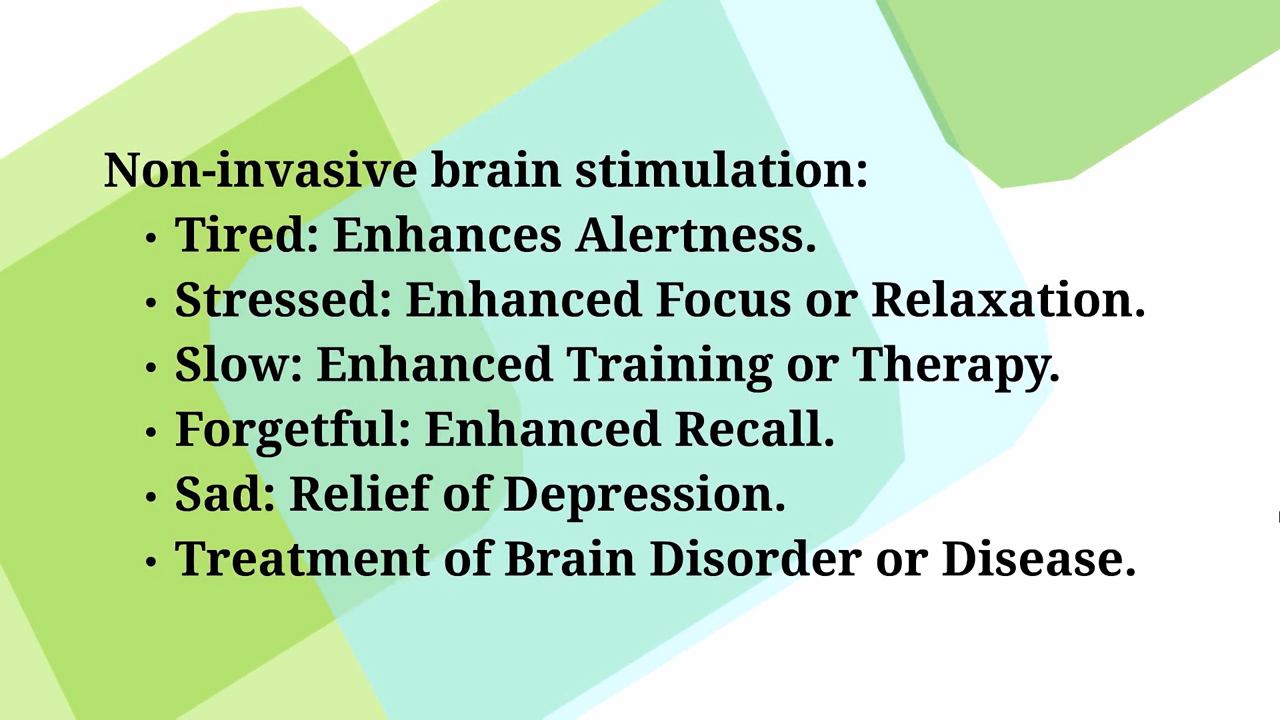 Non-invasive brain stimulation:
• Tired: Enhances Alertness.
• Stressed: Enhanced Focus or Relaxation.
• Slow: Enhanced Training or Therapy.
• Forgetful: Enhanced Recall.
• Sad: Relief of Depression.
• Treatment of Brain Disorder or Disease.